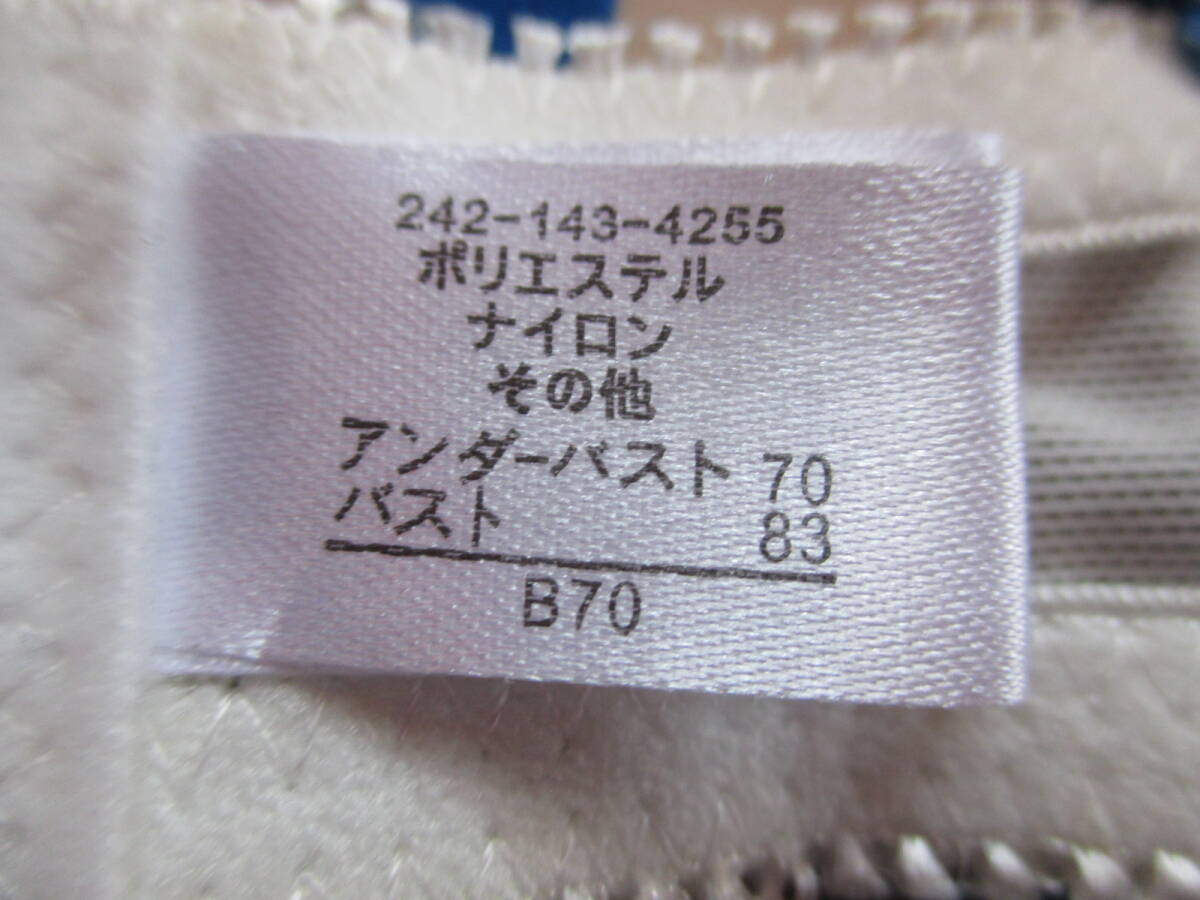 242-143-4255
ポリエステル
ナイロン
その他
アンダーバスト 70
バスト 83
B70